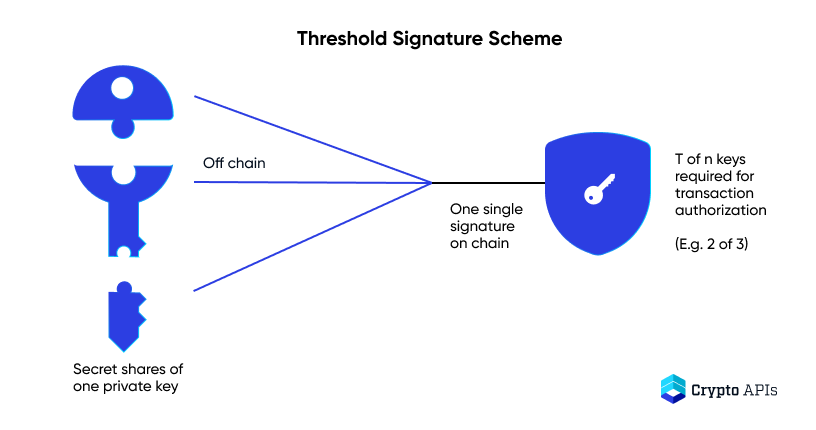 Threshold Signature Scheme
Off chain
One single
signature
on chain
T of n keys
required for
transaction
authorization
(E.g. 2 of 3)
Secret shares of
one private key
Crypto APIs